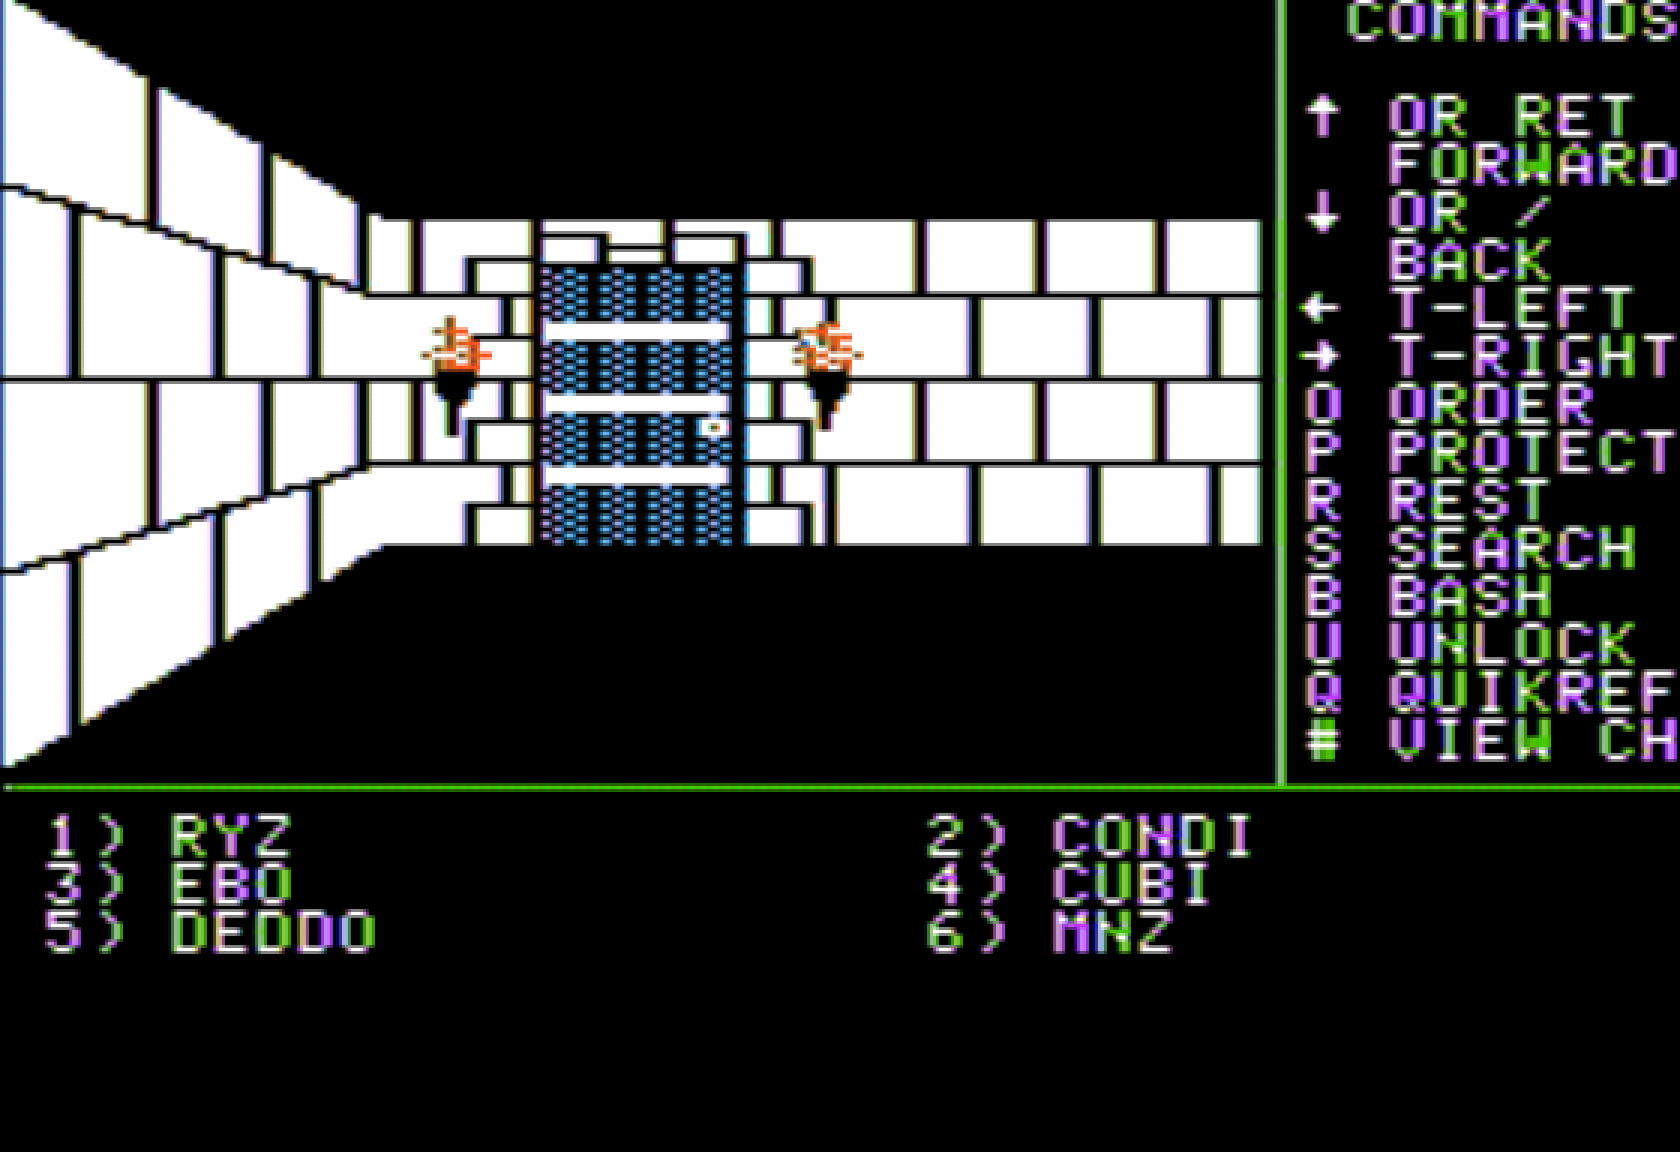 COMMANDS
↑ OR RET
FORWARD
↓ OR /
BACK
← T-LEFT
→ T-RIGHT
O ORDER
P PROTECT
R REST
S SEARCH
B BASH
U UNLOCK
Q QUIKREF
# VIEW CH
1) RYZ 2) CONDI
3) EBO 4) CUBI
5) DEDDO 6) MNZ